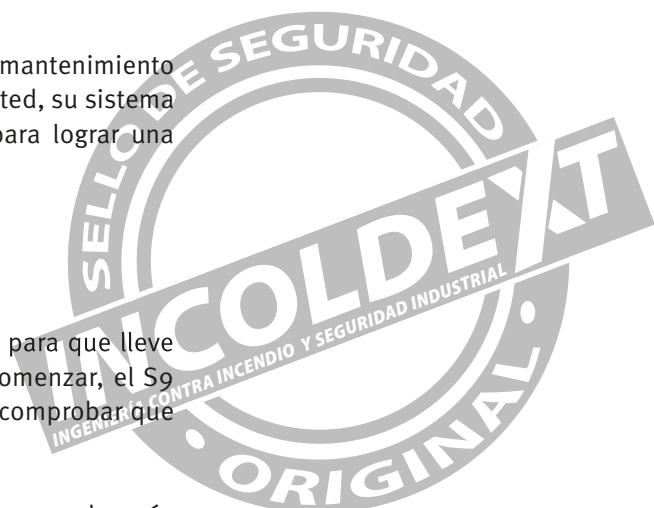 mantenimiento
ted, su sistema
para lograr una
SELLO DE SEGURIDAD
INCOLDEXT
INGENIERÍA CONTRA INCENDIO Y SEGURIDAD INDUSTRIAL
para que lleve
omenzar, el S9
comprobar que
• ORIGINAL •